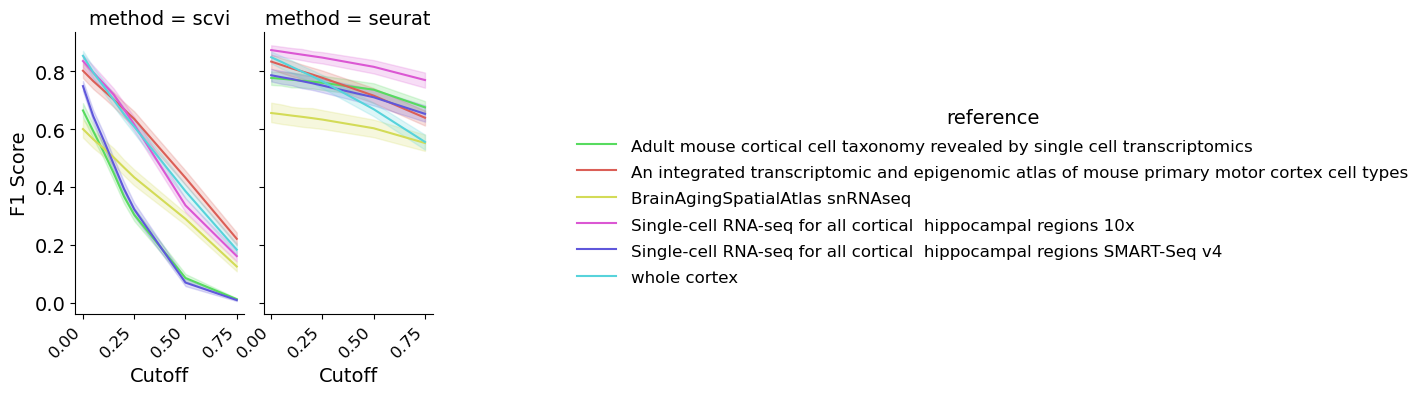 method = scvi
method = seurat
F1 Score
0.8
0.6
0.4
0.2
0.0
0.00
0.25
0.50
0.75
0.00
0.25
0.50
0.75
Cutoff
Cutoff
reference
Adult mouse cortical cell taxonomy revealed by single cell transcriptomics
An integrated transcriptomic and epigenomic atlas of mouse primary motor cortex cell types
BrainAgingSpatialAtlas snRNAseq
Single-cell RNA-seq for all cortical  hippocampal regions 10x
Single-cell RNA-seq for all cortical  hippocampal regions SMART-Seq v4
whole cortex